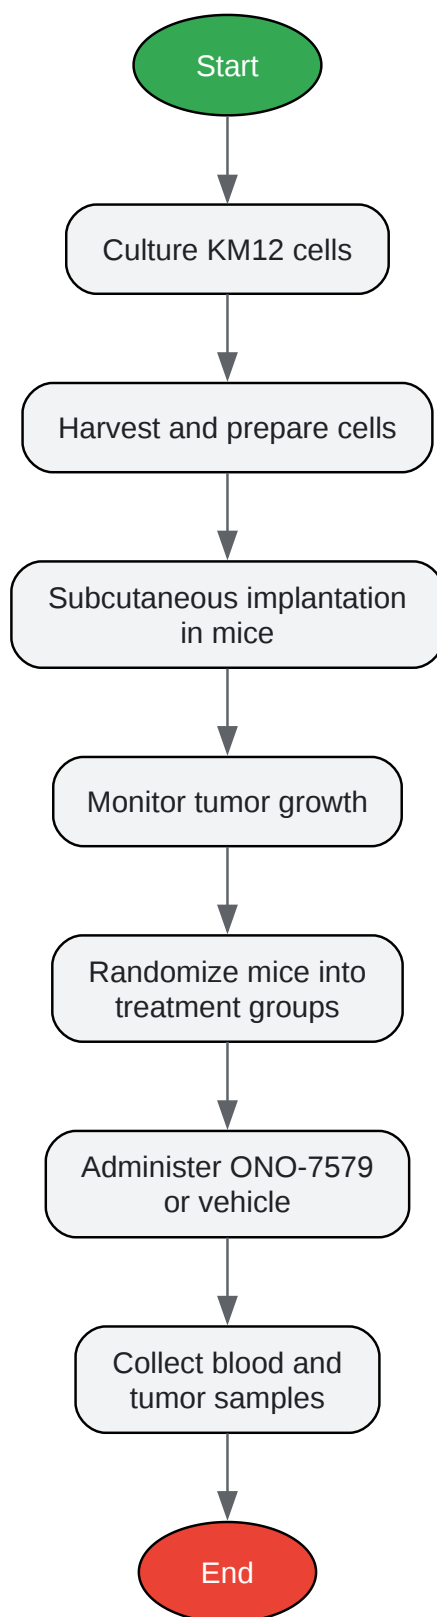 Start
Culture KM12 cells
Harvest and prepare cells
Subcutaneous implantation
in mice
Monitor tumor growth
Randomize mice into
treatment groups
Administer ONO-7579
or vehicle
Collect blood and
tumor samples
End